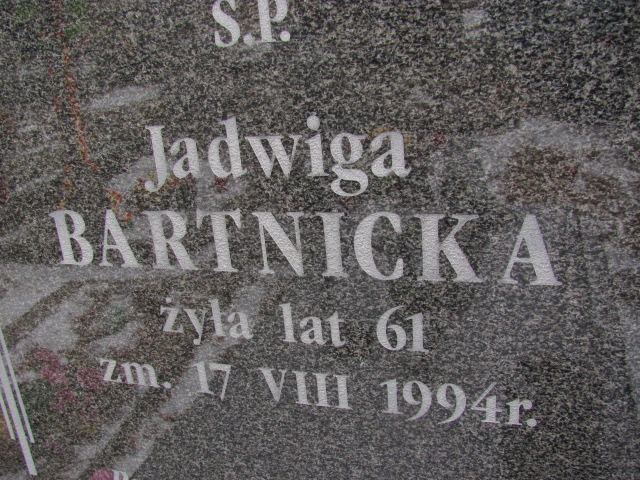 S.P.
Jadwiga
BARTNICKA
żyła lat 61
zm. 17 VIII 1994r.